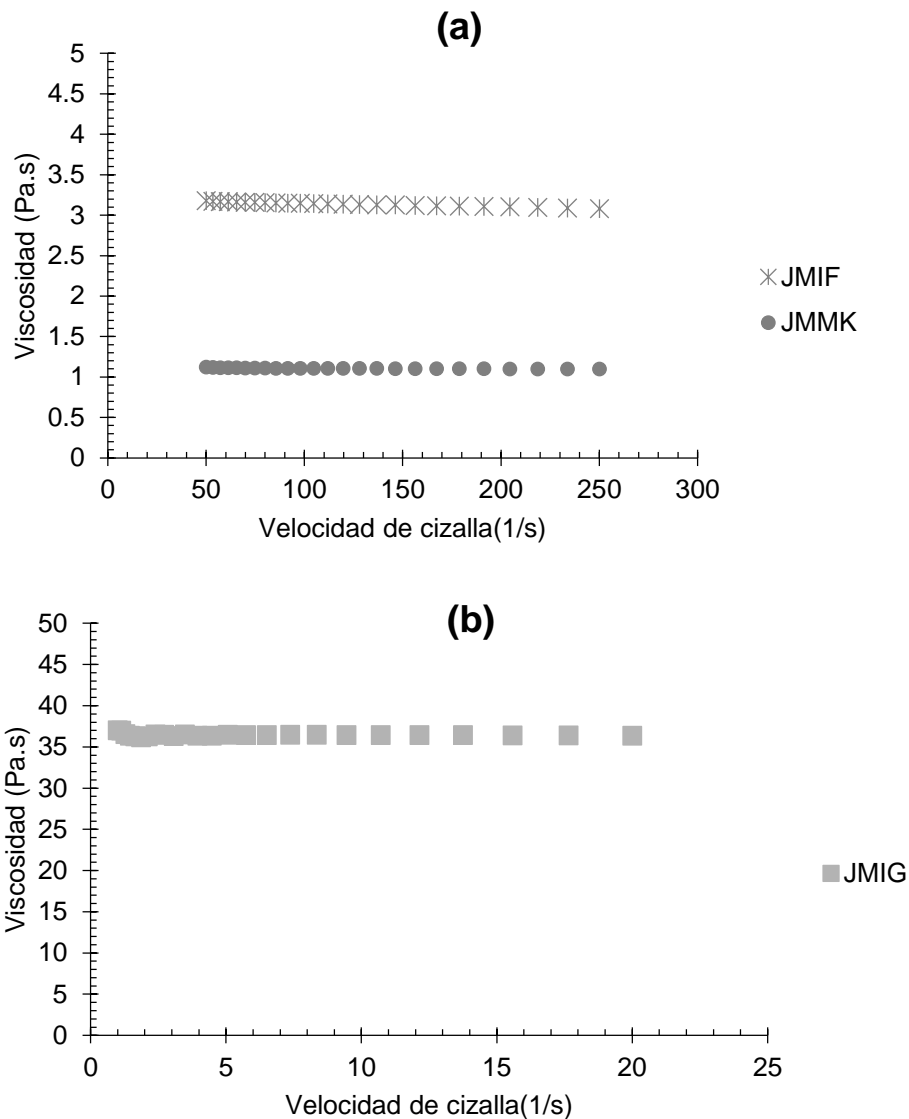 (a)
5
4.5
4
3.5
3
2.5
2
1.5
1
0.5
0
Viscosidad (Pa.s)
0 50 100 150 200 250 300
Velocidad de cizalla(1/s)
JMIF
JMMK
(b)
50
45
40
35
30
25
20
15
10
5
0
Viscosidad (Pa.s)
0 5 10 15 20 25
Velocidad de cizalla(1/s)
JMIG